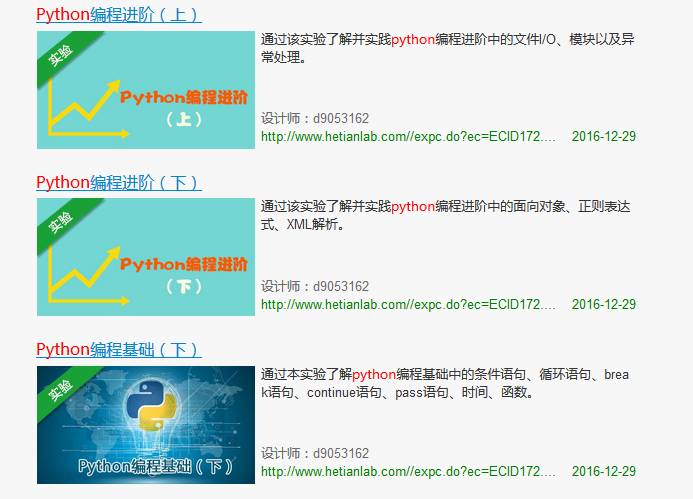 Python编程进阶（上）
实验
Python编程进阶
（上）
通过该实验了解并实践python编程进阶中的文件I/O、模块以及异
常处理。
设计师：d9053162
http://www.hetianlab.com//expc.do?ec=ECID172.... 2016-12-29
Python编程进阶（下）
实验
Python编程进阶
（下）
通过该实验了解并实践python编程进阶中的面向对象、正则表达
式、XML解析。
设计师：d9053162
http://www.hetianlab.com//expc.do?ec=ECID172.... 2016-12-29
Python编程基础（下）
实验
Python编程基础（下）
通过本实验了解python编程基础中的条件语句、循环语句、brea
k语句、continue语句、pass语句、时间、函数。
设计师：d9053162
http://www.hetianlab.com//expc.do?ec=ECID172.... 2016-12-29